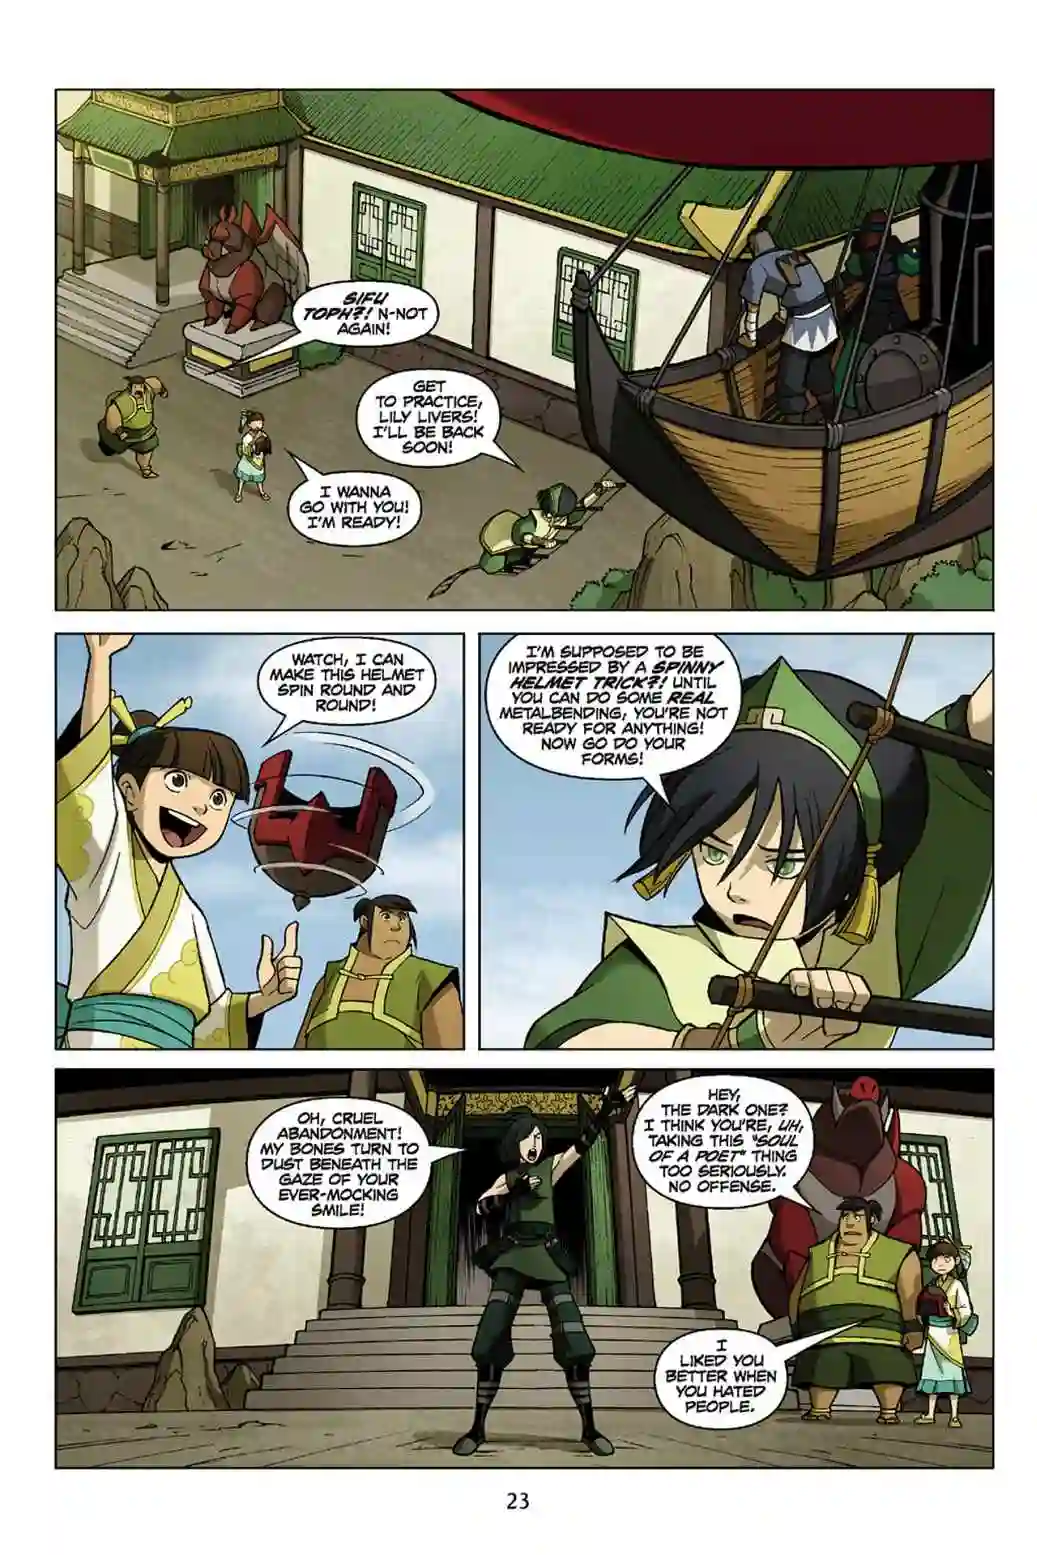 SIFU
TOPH?! N-NOT
AGAIN!
GET
TO PRACTICE,
LILY LIVERS!
I'LL BE BACK
SOON!
I WANNA
GO WITH YOU!
I'M READY!
WATCH, I CAN
MAKE THIS HELMET
SPIN ROUND AND
ROUND!
I'M SUPPOSED TO BE
IMPRESSED BY A SPINNY
HELMET TRICK?! UNTIL
YOU CAN DO SOME REAL
METALBENDING, YOU'RE NOT
READY FOR ANYTHING!
NOW GO DO YOUR
FORMS!
OH, CRUEL
ABANDONMENT!
MY BONES TURN TO
DUST BENEATH THE
GAZE OF YOUR
EVER-MOCKING
SMILE!
HEY,
THE DARK ONE?
I THINK YOU'RE, UH,
TAKING THIS "SOUL
OF A POET" THING
TOO SERIOUSLY.
NO OFFENSE.
I
LIKED YOU
BETTER WHEN
YOU HATED
PEOPLE.
23